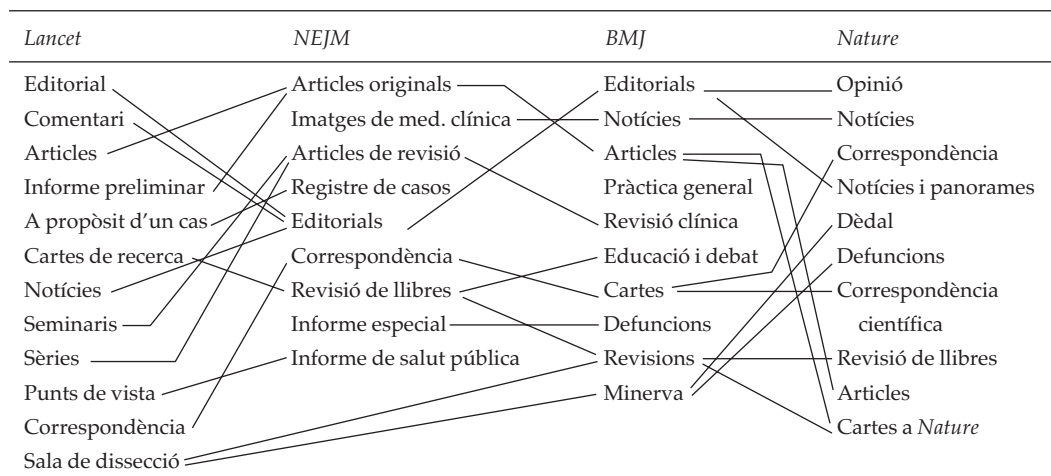 Lancet NEJM BMJ Nature
Editorial Articles originals Editorials Opinió
Comentari Imatges de med. clínica Notícies Notícies
Articles Articles de revisió Articles Correspondència
Informe preliminar Registre de casos Pràctica general Notícies i panorames
A propòsit d'un cas Editorials Revisió clínica Dèdal
Cartes de recerca Correspondència Educació i debat Defuncions
Notícies Revisió de llibres Cartes Correspondència
Seminaris Informe especial Defuncions científica
Sèries Informe de salut pública Revisions Revisió de llibres
Punts de vista Minerva Articles
Correspondència Cartes a Nature
Sala de dissecció